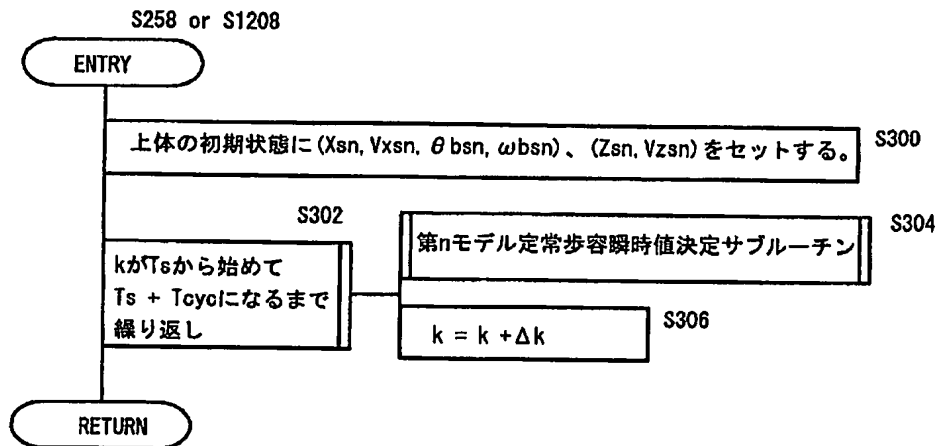 S258 or S1208
ENTRY
上体の初期状態に(Xsn, Vxsn, θbsn, ωbsn)、(Zsn, Vzsn)をセットする。
S300
S302
kがTsから始めて
Ts + Tcycになるまで
繰り返し
S304
第nモデル定常歩容瞬時値決定サブルーチン
S306
k = k +Δk
RETURN